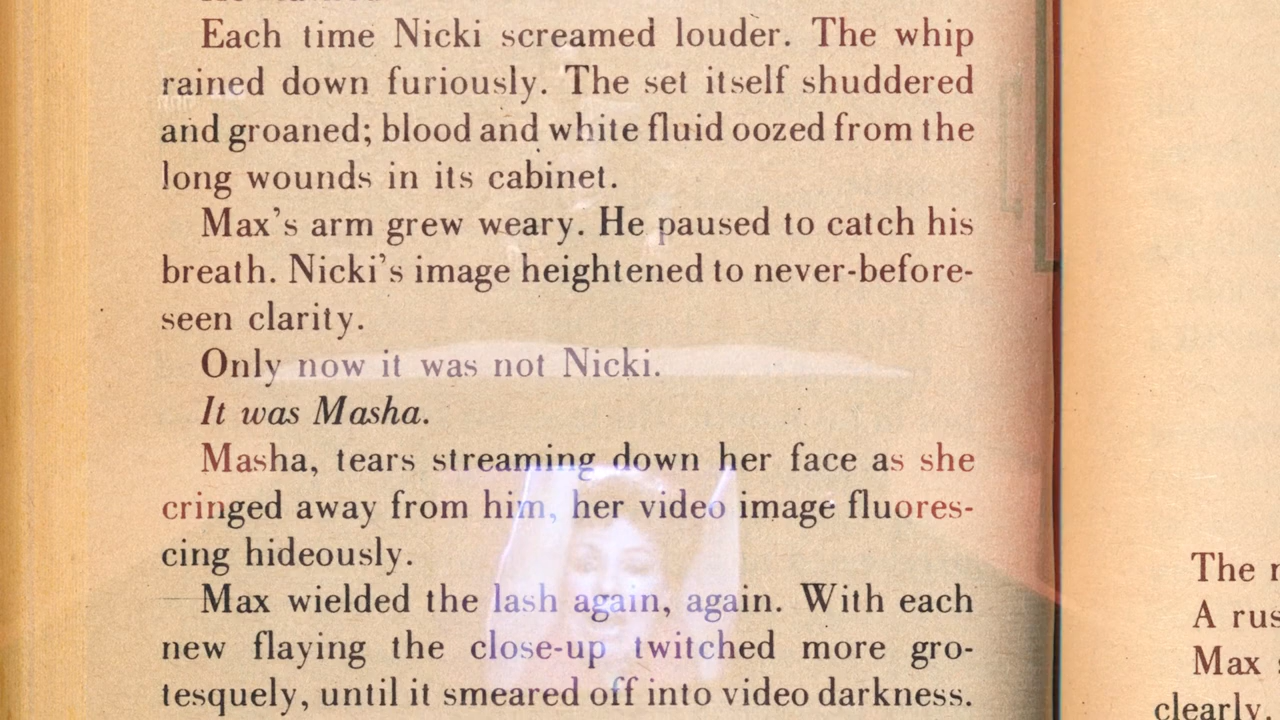 Each time Nicki screamed louder. The whip
rained down furiously. The set itself shuddered
and groaned; blood and white fluid oozed from the
long wounds in its cabinet.
Max's arm grew weary. He paused to catch his
breath. Nicki's image heightened to never-before-
seen clarity.
Only now it was not Nicki.
It was Masha.
Masha, tears streaming down her face as she
cringed away from him, her video image fluores-
cing hideously.
Max wielded the lash again, again. With each
new flaying the close-up twitched more gro-
tesquely, until it smeared off into video darkness.
The
A
Max
clearly.